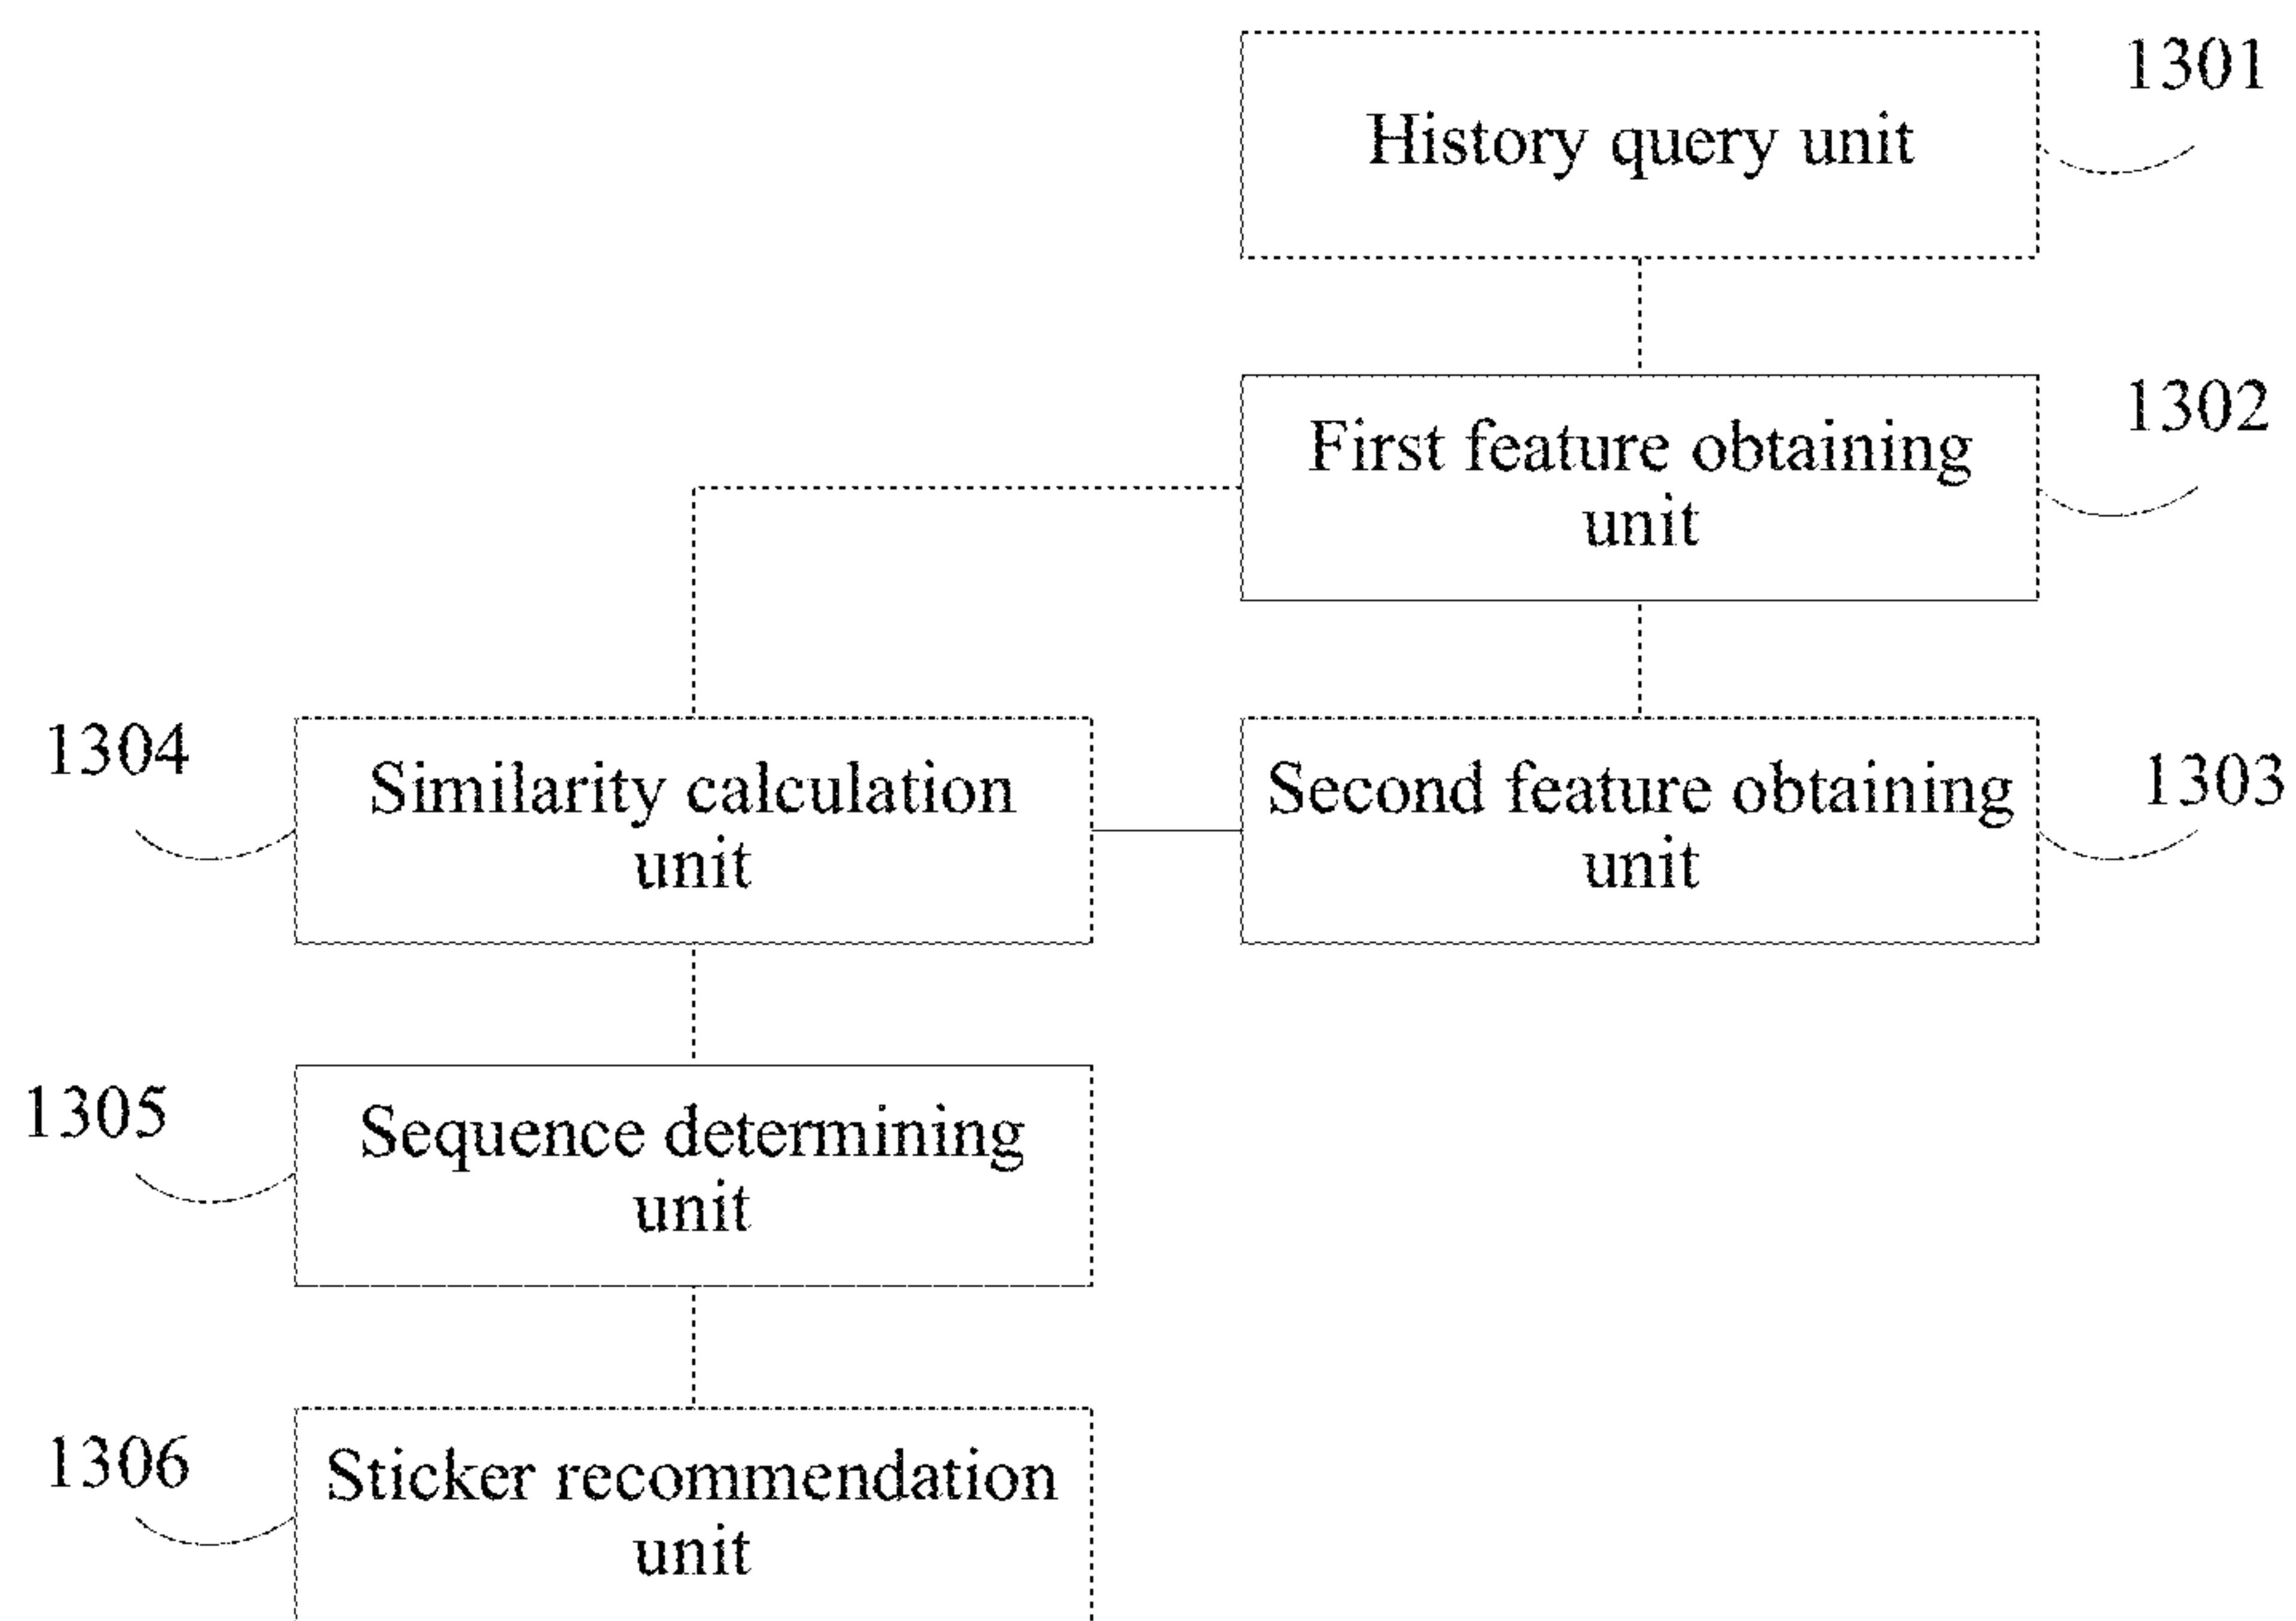 1301
History query unit
1302
First feature obtaining
unit
1304
Similarity calculation
unit
Second feature obtaining
unit
1303
1305
Sequence determining
unit
1306
Sticker recommendation
unit